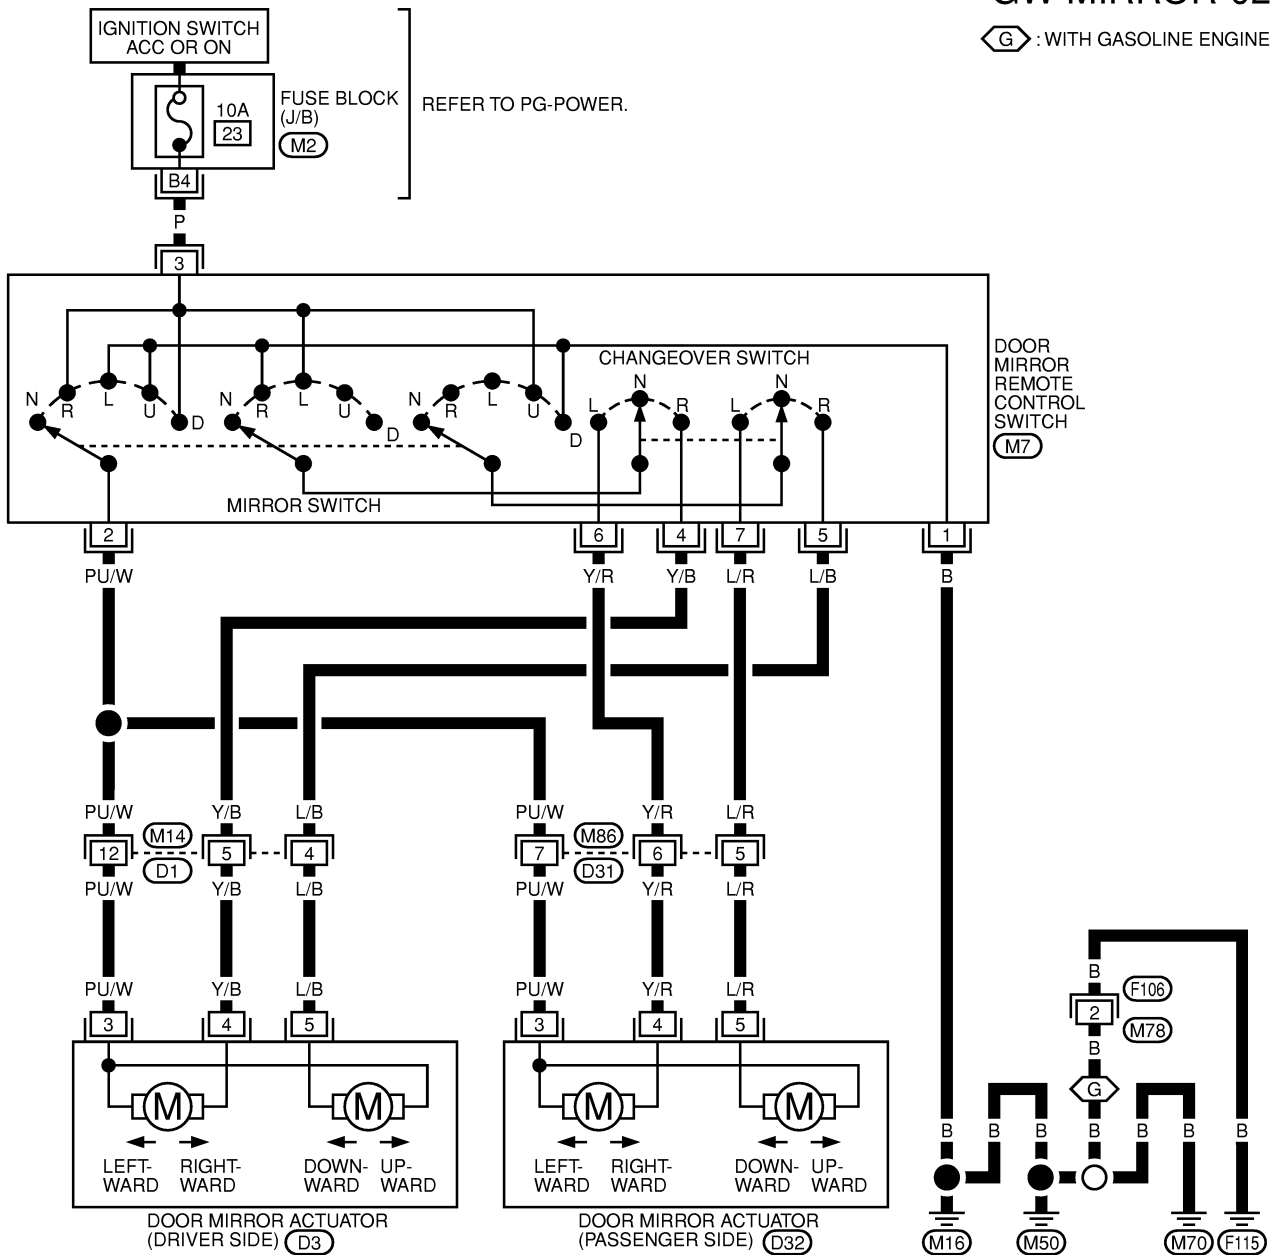 IGNITION SWITCH
ACC OR ON
: WITH GASOLINE ENGINE
G
FUSE BLOCK
(J/B)
M2
10A
23
REFER TO PG-POWER.
B4
P
3
CHANGEOVER SWITCH
N R L U D
N R L U D
N R L U D
L N R
L N R
MIRROR SWITCH
DOOR
MIRROR
REMOTE
CONTROL
SWITCH
M7
2 6 4 7 5 1
PU/W Y/R Y/B L/R L/B B
PU/W Y/B L/B PU/W Y/R L/R
M14 M86
12 5 4 7 6 5
D1 D31
PU/W Y/B L/B PU/W Y/R L/R
B
F106
2
M78
B
G
PU/W Y/B L/B PU/W Y/R L/R
3 4 5 3 4 5
M M M M
B B B B B B
LEFT-
WARD
RIGHT-
WARD
DOWN-
WARD
UP-
WARD
LEFT-
WARD
RIGHT-
WARD
DOWN-
WARD
UP-
WARD
DOOR MIRROR ACTUATOR
(DRIVER SIDE) D3
DOOR MIRROR ACTUATOR
(PASSENGER SIDE) D32
M16 M50 M70 F115